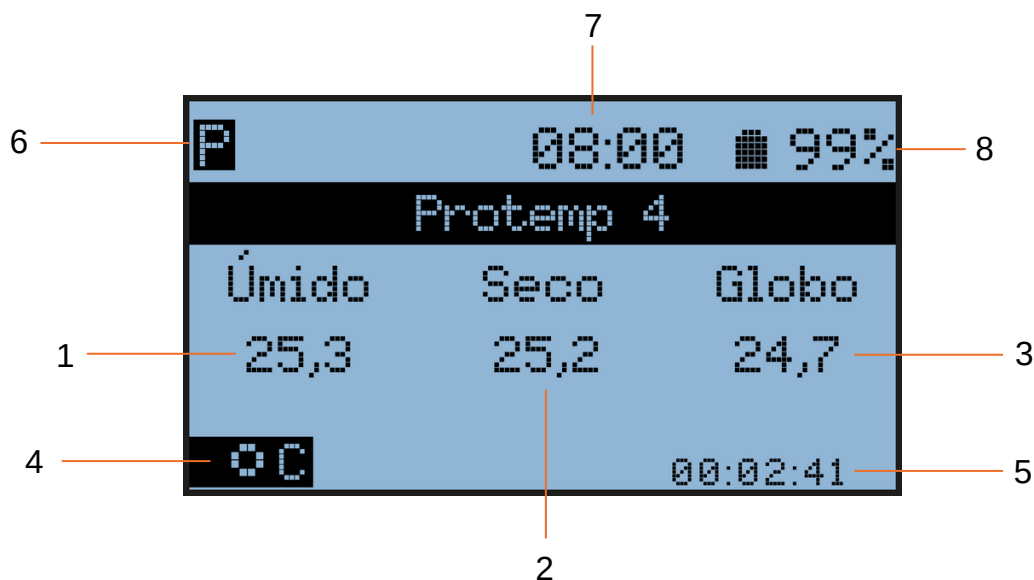 7
6 P 08:00 99% 8
Protemp 4
Úmido Seco Globo
1 25,3 25,2 24,7 3
4 °C 00:02:41 5
2